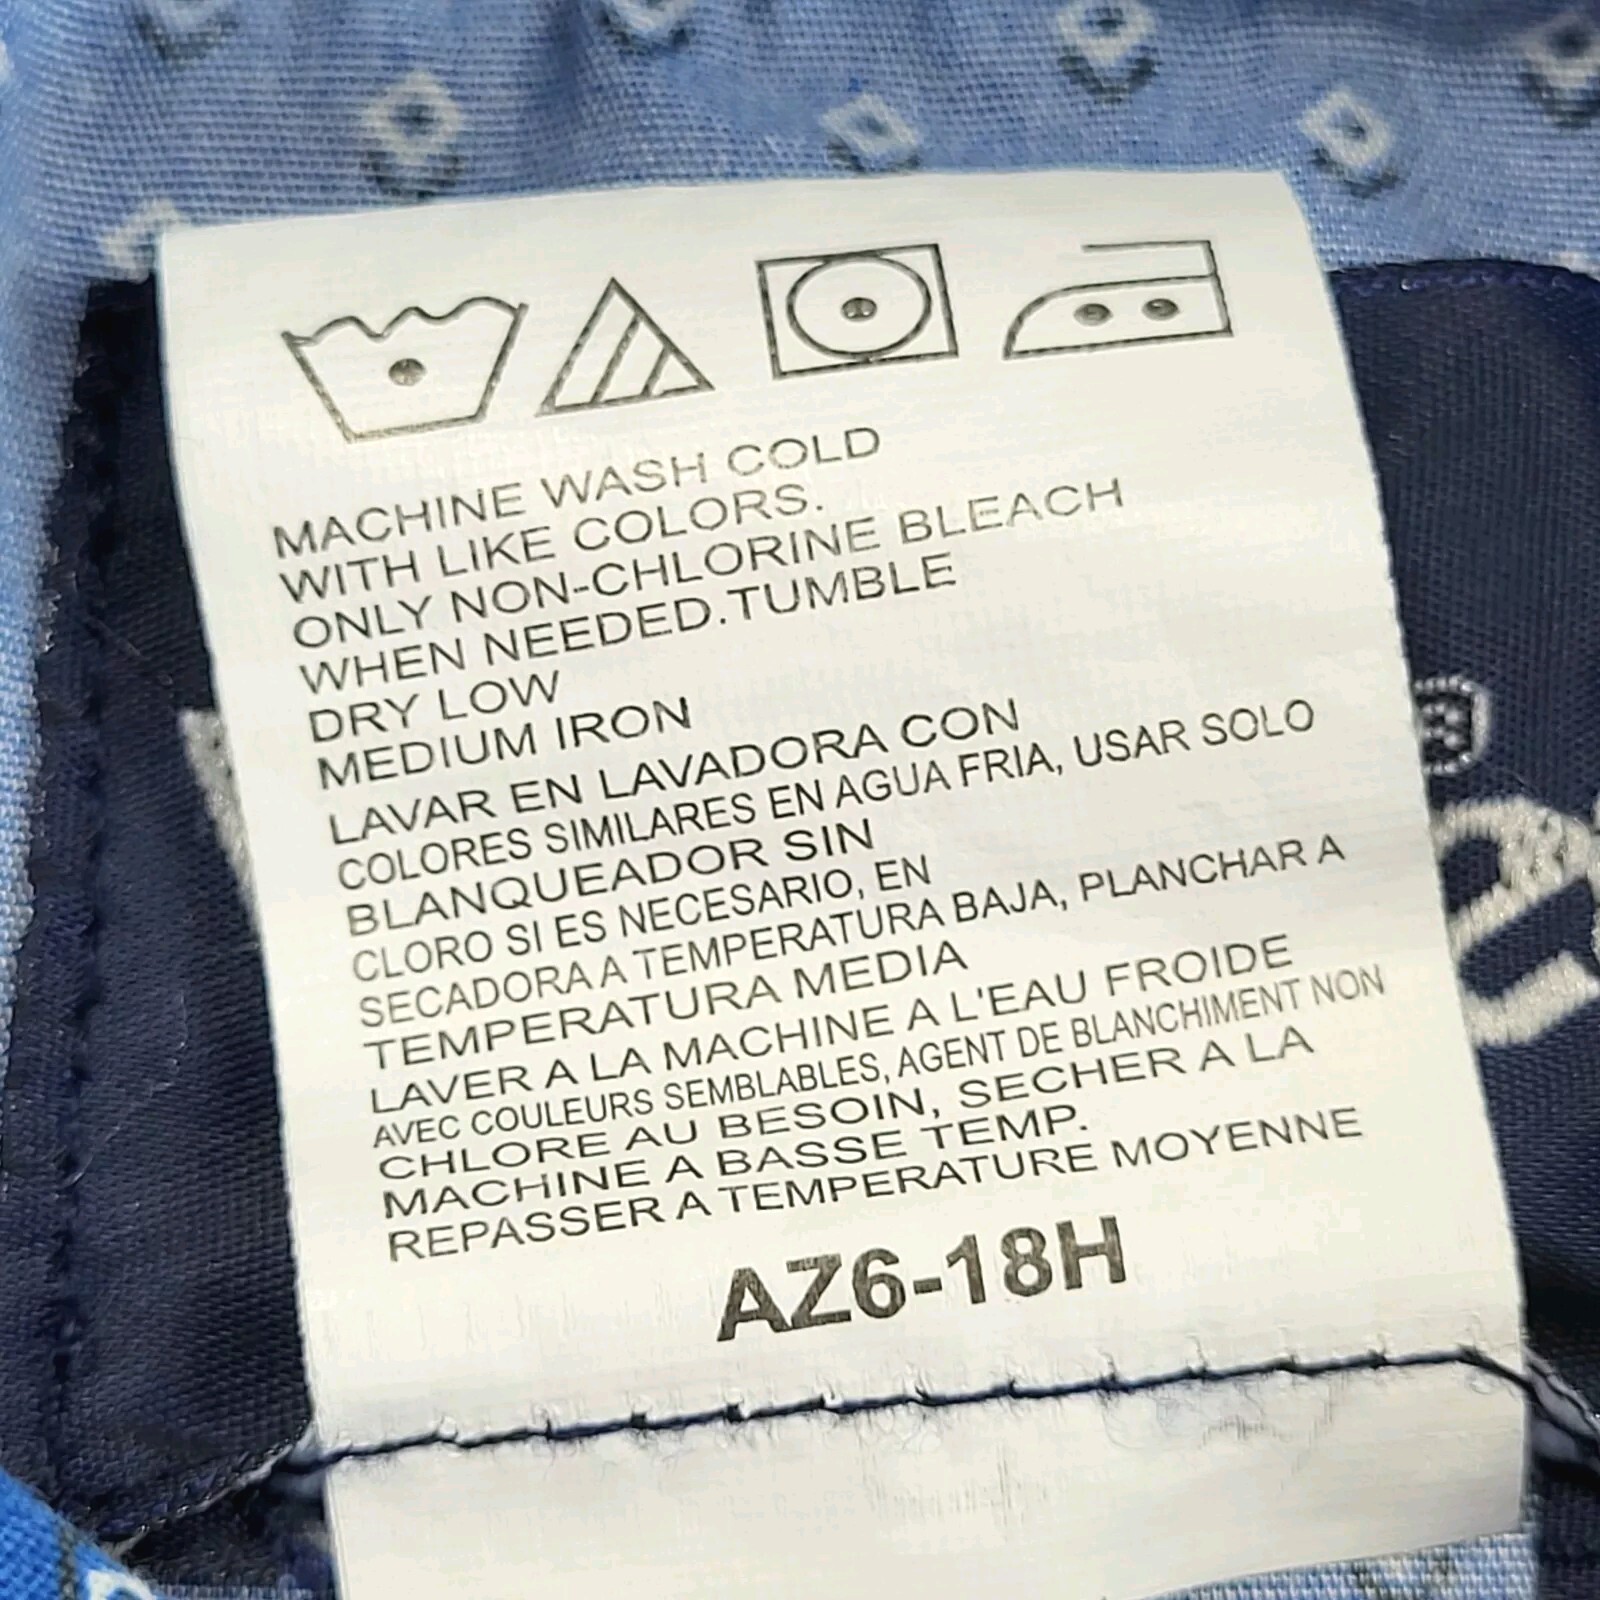 MACHINE WASH COLD
WITH LIKE COLORS.
ONLY NON-CHLORINE BLEACH
WHEN NEEDED.TUMBLE
DRY LOW
MEDIUM IRON
LAVAR EN LAVADORA CON
COLORES SIMILARES EN AGUA FRIA, USAR SOLO
BLANQUEADOR SIN
CLORO SI ES NECESARIO, EN
SECADORA A TEMPERATURA BAJA, PLANCHAR A
TEMPERATURA MEDIA
LAVER A LA MACHINE A L'EAU FROIDE
AVEC COULEURS SEMBLABLES, AGENT DE BLANCHIMENT NON
CHLORE AU BESOIN, SECHER A LA
MACHINE A BASSE TEMP.
REPASSER A TEMPERATURE MOYENNE
AZ6-18H